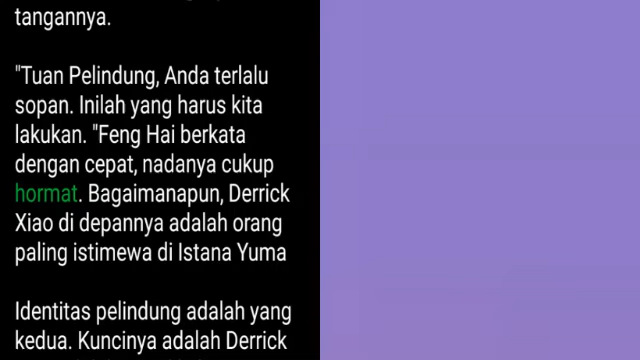 tangannya.
"Tuan Pelindung, Anda terlalu
sopan. Inilah yang harus kita
lakukan. "Feng Hai berkata
dengan cepat, nadanya cukup
hormat. Bagaimanapun, Derrick
Xiao di depannya adalah orang
paling istimewa di Istana Yuma
Identitas pelindung adalah yang
kedua. Kuncinya adalah Derrick